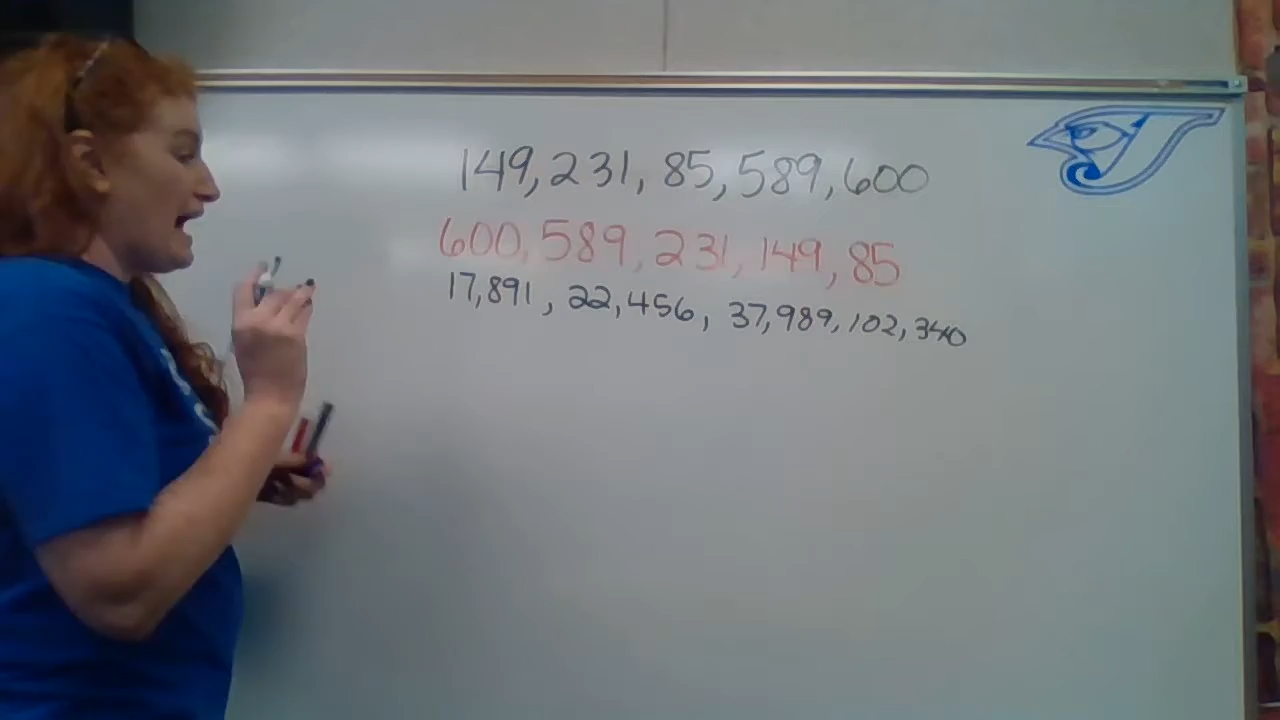 149, 231, 85, 589, 600
600, 589, 231, 149, 85
17,891, 22,456, 37,989, 102,340